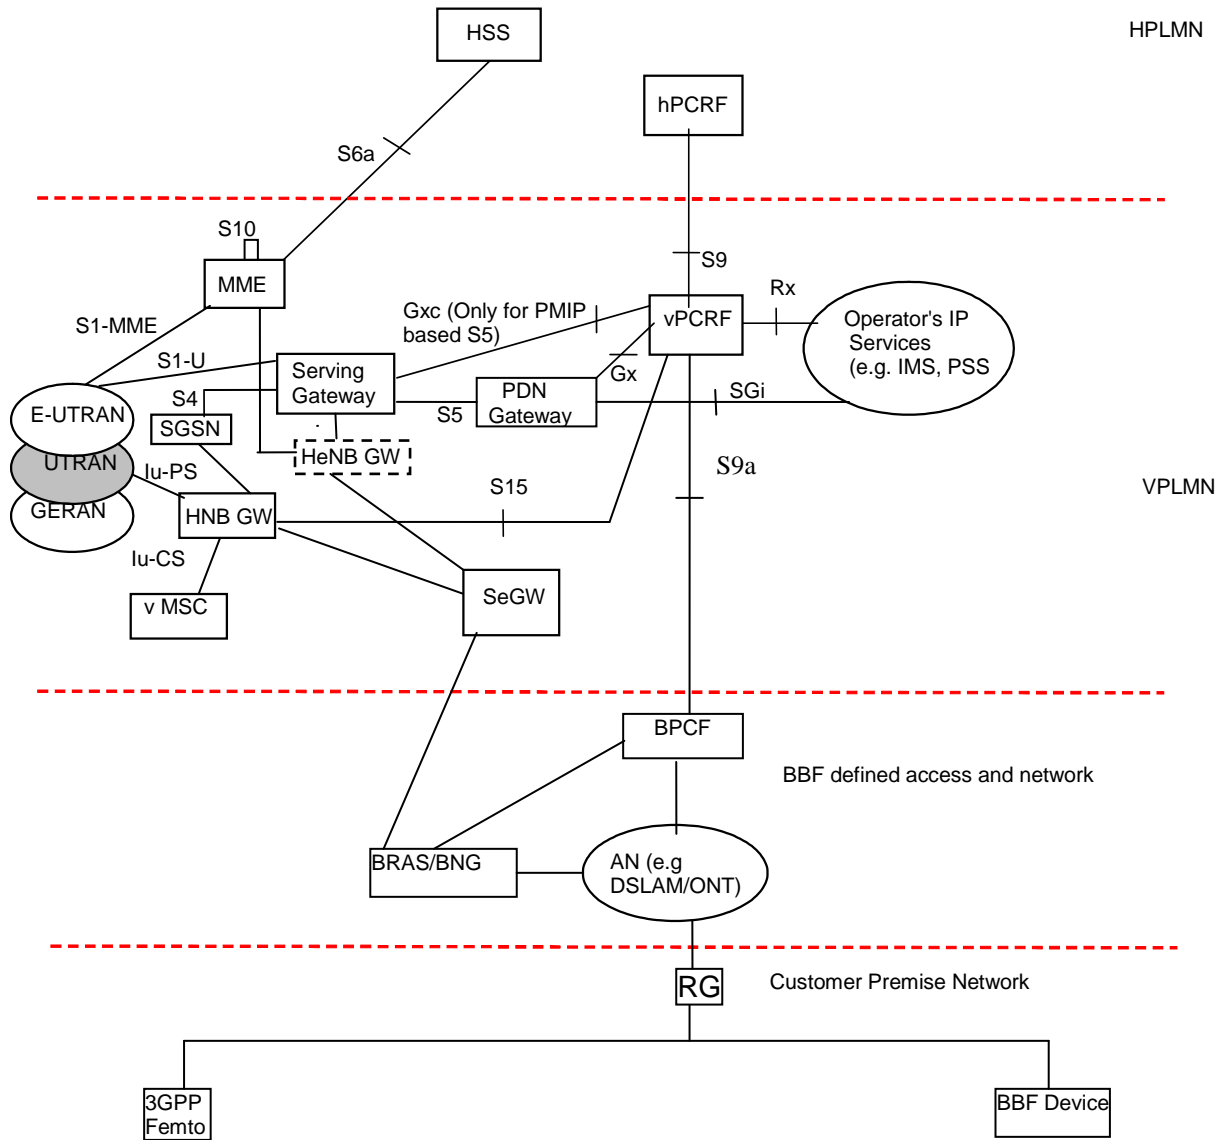 HSS
HPLMN
hPCRF
S6a
S10
MME
S9
Rx
Gxc (Only for PMIP
based S5)
vPCRF
Operator's IP
Services
(e.g. IMS, PSS
S1-MME
S1-U
Serving
Gateway
Gx
PDN
Gateway
SGi
S4
S5
E-UTRAN
SGSN
HeNB GW
UTRAN
Iu-PS
S9a
S15
VPLMN
GERAN
HNB GW
Iu-CS
v MSC
SeGW
BPCF
BBF defined access and network
BRAS/BNG
AN (e.g
DSLAM/ONT)
RG
Customer Premise Network
3GPP
Femto
BBF Device